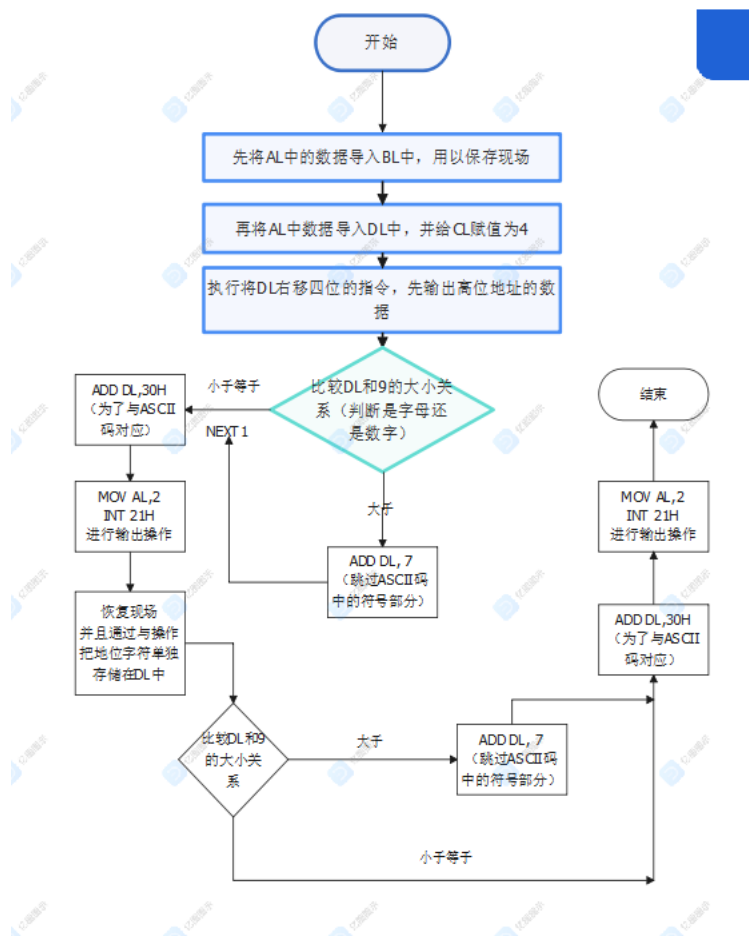 开始
先将AL中的数据导入BL中，用以保存现场
再将AL中数据导入DL中，并给CL赋值为4
执行将DL右移四位的指令，先输出高位地址的数
据
比较DL和9的大小关
系（判断是字母还
是数字）
小于等于
NEXT 1
ADD DL,30H
（为了与ASCII
码对应）
MOV AL,2
INT 21H
进行输出操作
恢复现场
并且通过与操作
把地位字符单独
存储在DL中
大于
ADD DL, 7
（跳过ASCII码
中的符号部分）
比较DL和9
的大小关
系
大于
ADD DL, 7
（跳过ASCII码
中的符号部分）
小于等于
ADD DL,30H
（为了与ASCII
码对应）
MOV AL,2
INT 21H
进行输出操作
结束
亿图图示